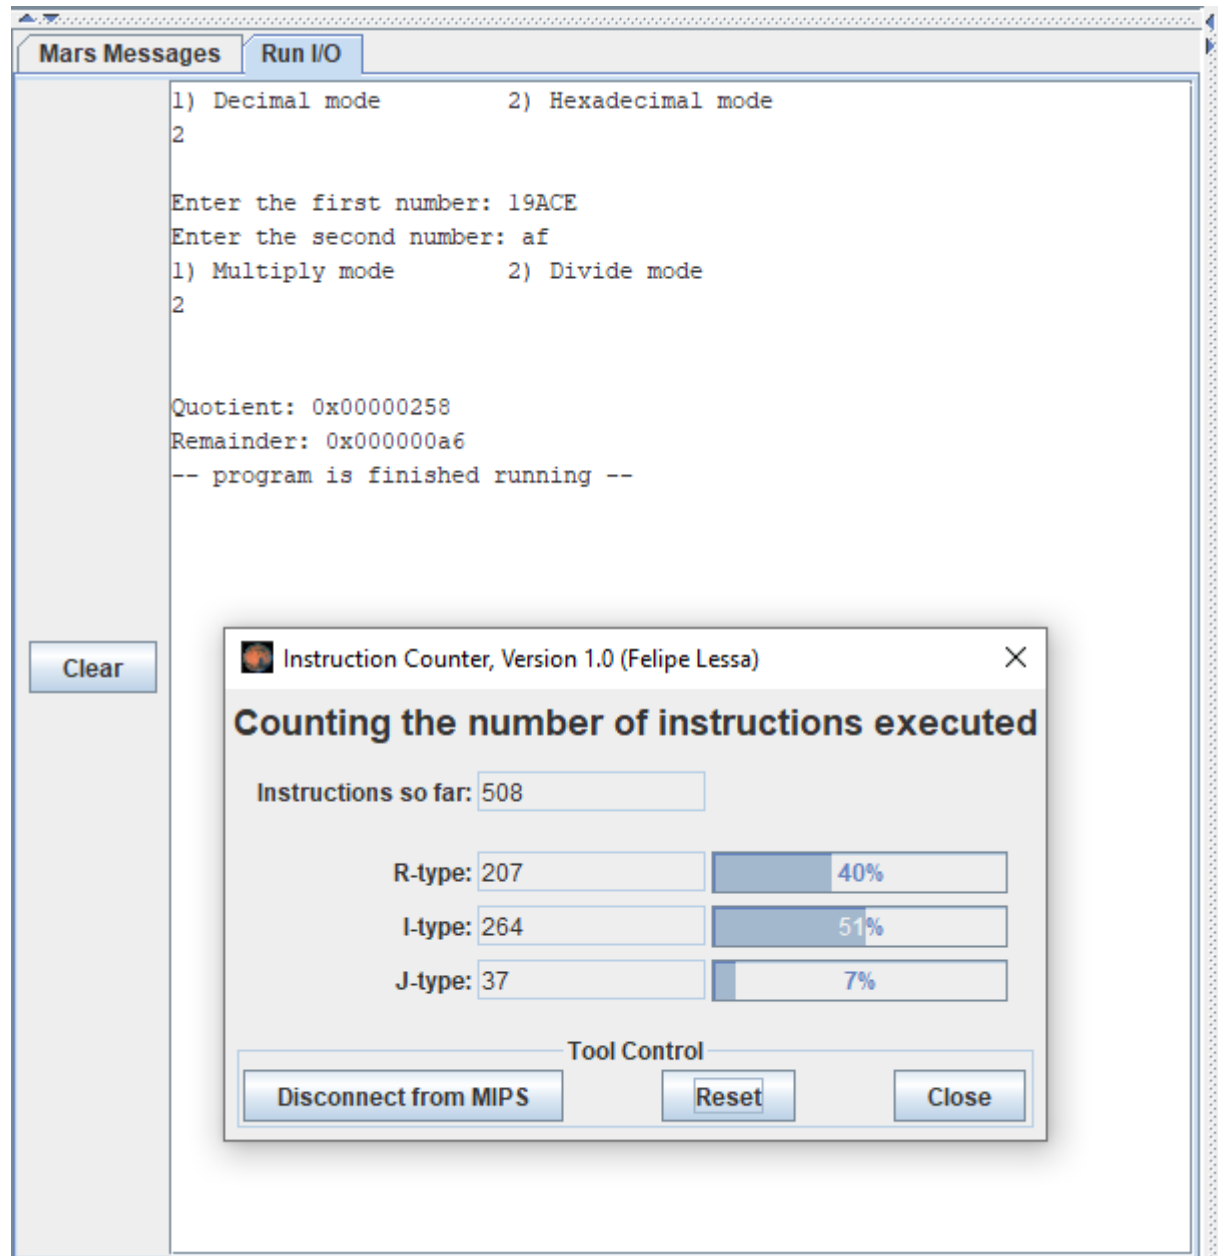 Mars Messages Run I/O
1) Decimal mode 2) Hexadecimal mode
2
Enter the first number: 19ACE
Enter the second number: af
1) Multiply mode 2) Divide mode
2
Quotient: 0x00000258
Remainder: 0x000000a6
-- program is finished running --
Clear
Instruction Counter, Version 1.0 (Felipe Lessa)
Counting the number of instructions executed
Instructions so far: 508
R-type: 207 40%
I-type: 264 51%
J-type: 37 7%
Tool Control
Disconnect from MIPS Reset Close